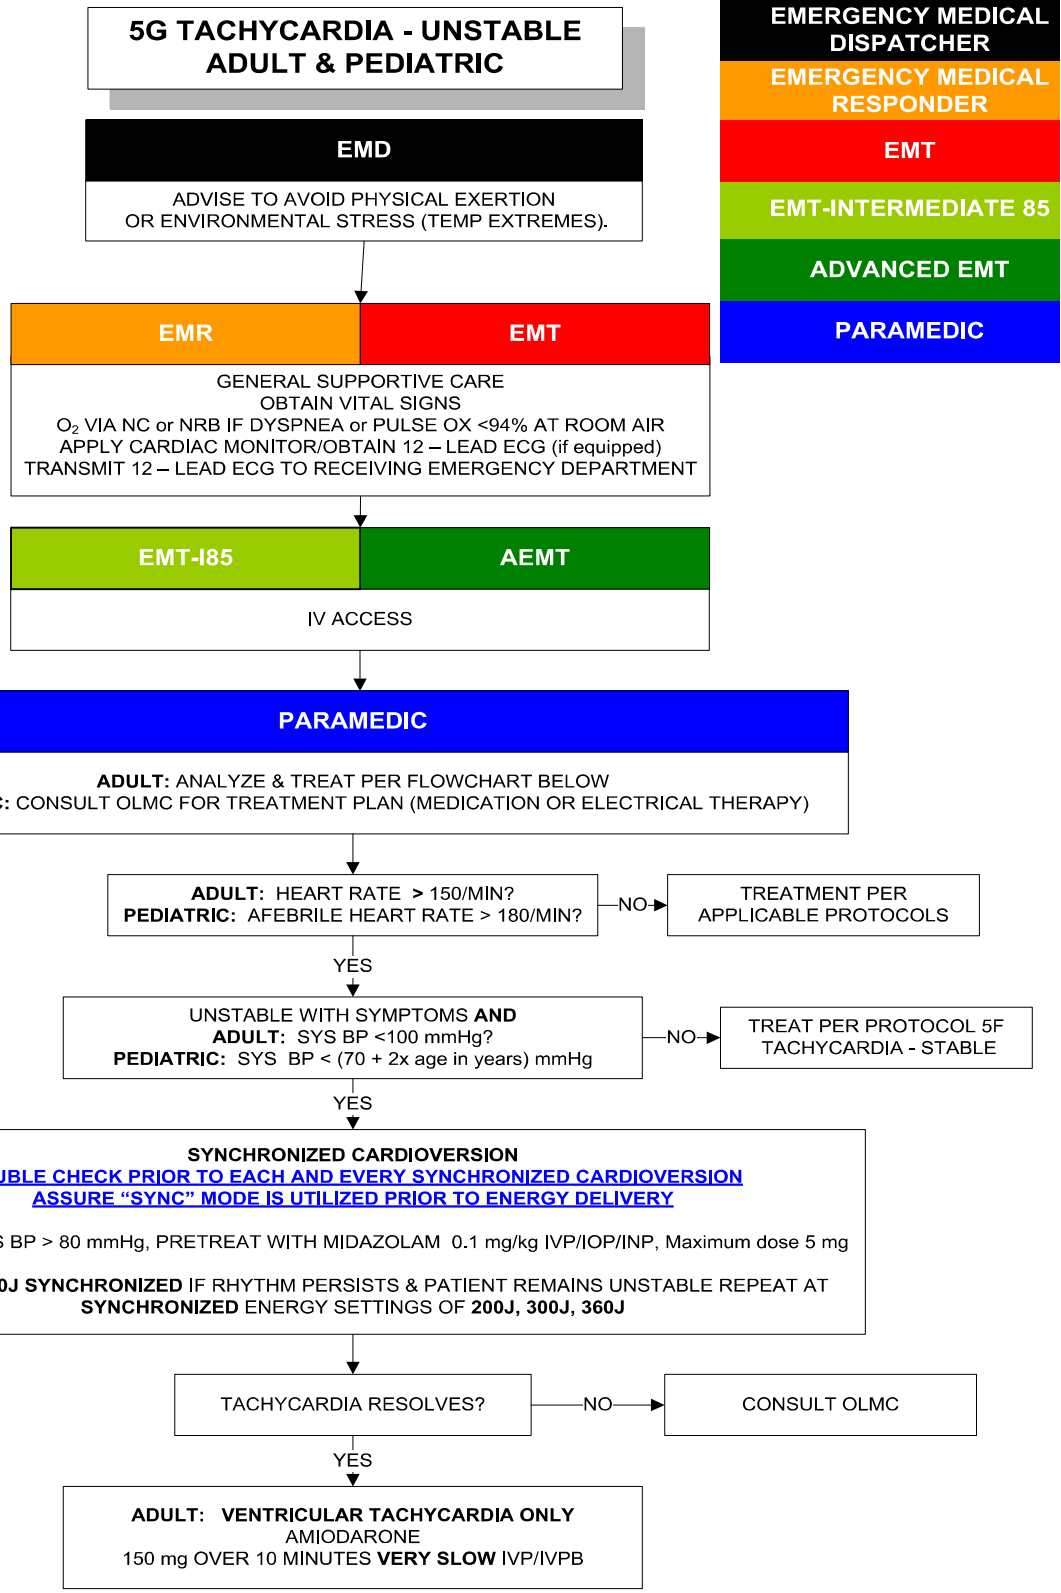 5G TACHYCARDIA - UNSTABLE
ADULT & PEDIATRIC
EMERGENCY MEDICAL
DISPATCHER
EMERGENCY MEDICAL
RESPONDER
EMT
EMT-INTERMEDIATE 85
ADVANCED EMT
PARAMEDIC
EMD
ADVISE TO AVOID PHYSICAL EXERTION
OR ENVIRONMENTAL STRESS (TEMP EXTREMES).
EMR
EMT
GENERAL SUPPORTIVE CARE
OBTAIN VITAL SIGNS
O₂ VIA NC or NRB IF DYSPNEA or PULSE OX <94% AT ROOM AIR
APPLY CARDIAC MONITOR/OBTAIN 12 – LEAD ECG (if equipped)
TRANSMIT 12 – LEAD ECG TO RECEIVING EMERGENCY DEPARTMENT
EMT-I85
AEMT
IV ACCESS
PARAMEDIC
ADULT: ANALYZE & TREAT PER FLOWCHART BELOW
CONSULT OLMC FOR TREATMENT PLAN (MEDICATION OR ELECTRICAL THERAPY)
ADULT: HEART RATE > 150/MIN?
PEDIATRIC: AFEBRILE HEART RATE > 180/MIN?
NO
TREATMENT PER
APPLICABLE PROTOCOLS
YES
UNSTABLE WITH SYMPTOMS AND
ADULT: SYS BP <100 mmHg?
PEDIATRIC: SYS BP < (70 + 2x age in years) mmHg
NO
TREAT PER PROTOCOL 5F
TACHYCARDIA - STABLE
YES
SYNCHRONIZED CARDIOVERSION
CHECK PRIOR TO EACH AND EVERY SYNCHRONIZED CARDIOVERSION
ASSURE “SYNC” MODE IS UTILIZED PRIOR TO ENERGY DELIVERY
BP > 80 mmHg, PRETREAT WITH MIDAZOLAM 0.1 mg/kg IVP/IOP/INP, Maximum dose 5 mg
SYNCHRONIZED IF RHYTHM PERSISTS & PATIENT REMAINS UNSTABLE REPEAT AT
SYNCHRONIZED ENERGY SETTINGS OF 200J, 300J, 360J
TACHYCARDIA RESOLVES?
NO
CONSULT OLMC
YES
ADULT: VENTRICULAR TACHYCARDIA ONLY
AMIODARONE
150 mg OVER 10 MINUTES VERY SLOW IVP/IVPB